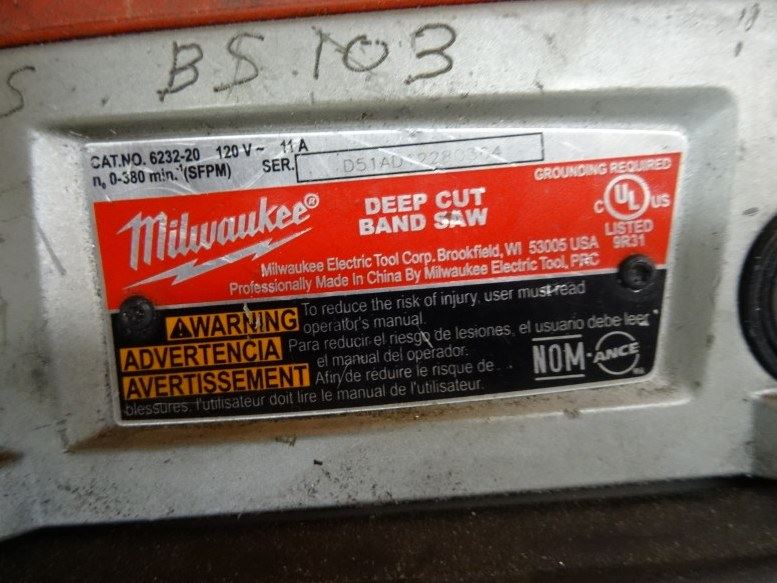 BS 103
S
CAT.NO. 6232-20 120 V~ 11 A
n₀ 0-380 min.⁻¹(SFPM) SER.
GROUNDING REQUIRED
Milwaukee®
DEEP CUT
BAND SAW
C UL US
LISTED
9R31
Milwaukee Electric Tool Corp. Brookfield, WI 53005 USA
Professionally Made In China By Milwaukee Electric Tool, PRC
WARNING To reduce the risk of injury, user must read
operator's manual.
ADVERTENCIA Para reducir el riesgo de lesiones, el usuario debe leer
el manual del operador.
AVERTISSEMENT Afin de réduire le risque de
blessures, l'utilisateur doit lire le manual de l'utilisateur.
NOM
ANCE